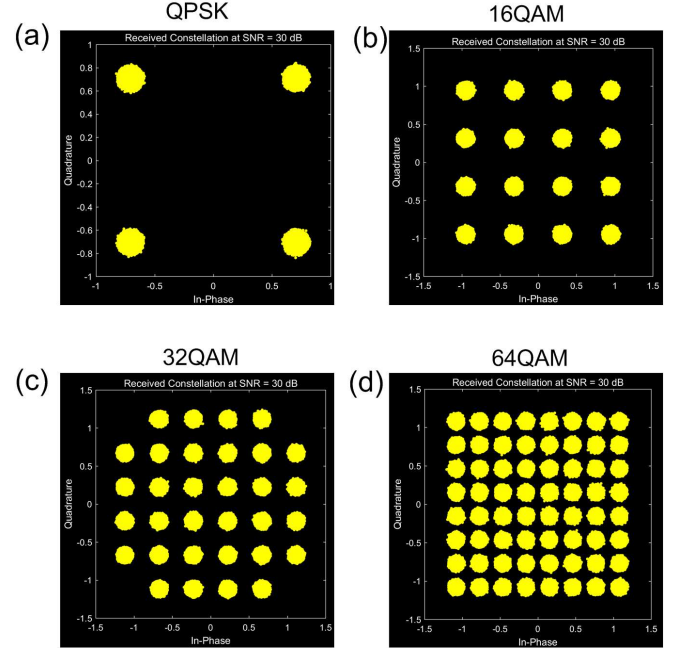 QPSK
(a)
Received Constellation at SNR = 30 dB
1
0.8
0.6
0.4
0.2
0
-0.2
-0.4
-0.6
-0.8
-1
Quadrature
-1 -0.5 0 0.5 1
In-Phase
16QAM
(b)
Received Constellation at SNR = 30 dB
1.5
1
0.5
0
-0.5
-1
-1.5
Quadrature
-1.5 -1 -0.5 0 0.5 1 1.5
In-Phase
32QAM
(c)
Received Constellation at SNR = 30 dB
1.5
1
0.5
0
-0.5
-1
-1.5
Quadrature
-1.5 -1 -0.5 0 0.5 1 1.5
In-Phase
64QAM
(d)
Received Constellation at SNR = 30 dB
1.5
1
0.5
0
-0.5
-1
-1.5
Quadrature
-1.5 -1 -0.5 0 0.5 1 1.5
In-Phase